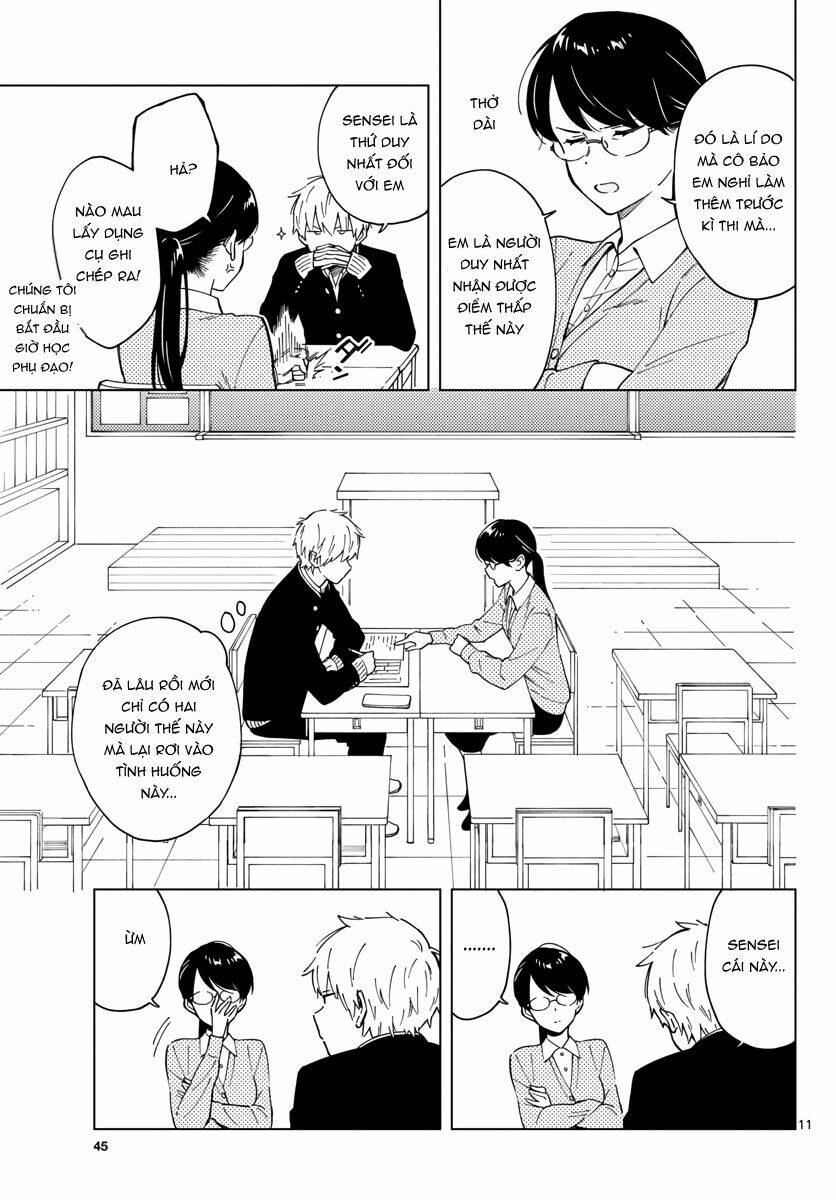 ĐÓ LÀ LÍ DO
MÀ CÔ BẢO
EM NGHỈ LÀM
THÊM TRƯỚC
KÌ THI MÀ...
THỞ
DÀI
EM LÀ NGƯỜI
DUY NHẤT
NHẬN ĐƯỢC
ĐIỂM THẤP
THẾ NÀY
SENSEI LÀ
THỨ DUY
NHẤT ĐỐI
VỚI EM
HẢ?
NÀO MAU
LẤY DỤNG
CỤ GHI
CHÉP RA!
CHÚNG TÔI
CHUẨN BỊ
BẮT ĐẦU
GIỜ HỌC
PHỤ ĐẠO!
ダンッ
ĐÃ LÂU RỒI MỚI
CHỈ CÓ HAI
NGƯỜI THẾ NÀY
MÀ LẠI RƠI VÀO
TÌNH HUỐNG
NÀY...
SENSEI
CÁI NÀY...
........
ỪM
11
45